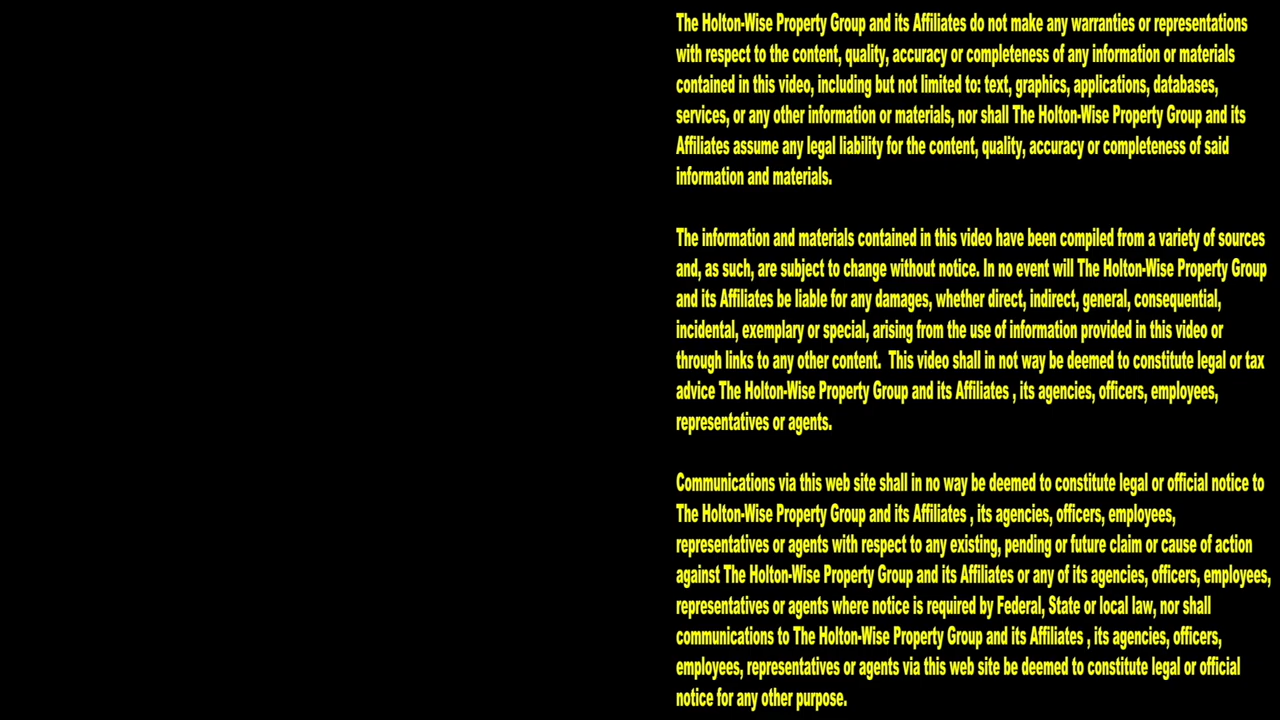 The Holton-Wise Property Group and its Affiliates do not make any warranties or representations
with respect to the content, quality, accuracy or completeness of any information or materials
contained in this video, including but not limited to: text, graphics, applications, databases,
services, or any other information or materials, nor shall The Holton-Wise Property Group and its
Affiliates assume any legal liability for the content, quality, accuracy or completeness of said
information and materials.
The information and materials contained in this video have been compiled from a variety of sources
and, as such, are subject to change without notice. In no event will The Holton-Wise Property Group
and its Affiliates be liable for any damages, whether direct, indirect, general, consequential,
incidental, exemplary or special, arising from the use of information provided in this video or
through links to any other content.  This video shall in not way be deemed to constitute legal or tax
advice The Holton-Wise Property Group and its Affiliates , its agencies, officers, employees,
representatives or agents.
Communications via this web site shall in no way be deemed to constitute legal or official notice to
The Holton-Wise Property Group and its Affiliates , its agencies, officers, employees,
representatives or agents with respect to any existing, pending or future claim or cause of action
against The Holton-Wise Property Group and its Affiliates or any of its agencies, officers, employees,
representatives or agents where notice is required by Federal, State or local law, nor shall
communications to The Holton-Wise Property Group and its Affiliates , its agencies, officers,
employees, representatives or agents via this web site be deemed to constitute legal or official
notice for any other purpose.